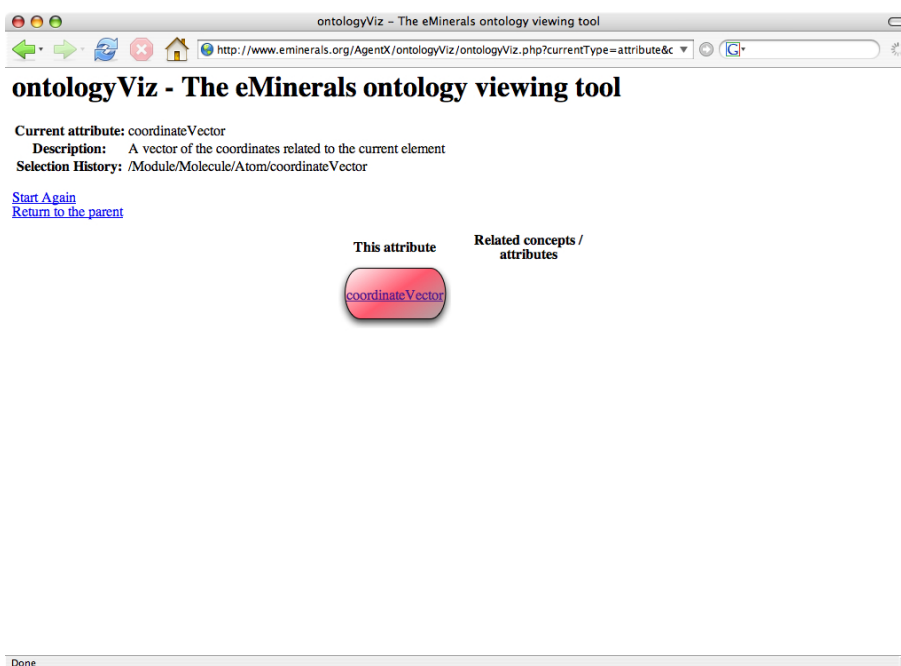 ontologyViz – The eMinerals ontology viewing tool
http://www.eminerals.org/AgentX/ontologyViz/ontologyViz.php?currentType=attribute&c
G
ontologyViz - The eMinerals ontology viewing tool
Current attribute: coordinateVector
Description: A vector of the coordinates related to the current element
Selection History: /Module/Molecule/Atom/coordinateVector
Start Again
Return to the parent
This attribute
Related concepts /
attributes
coordinateVector
Done